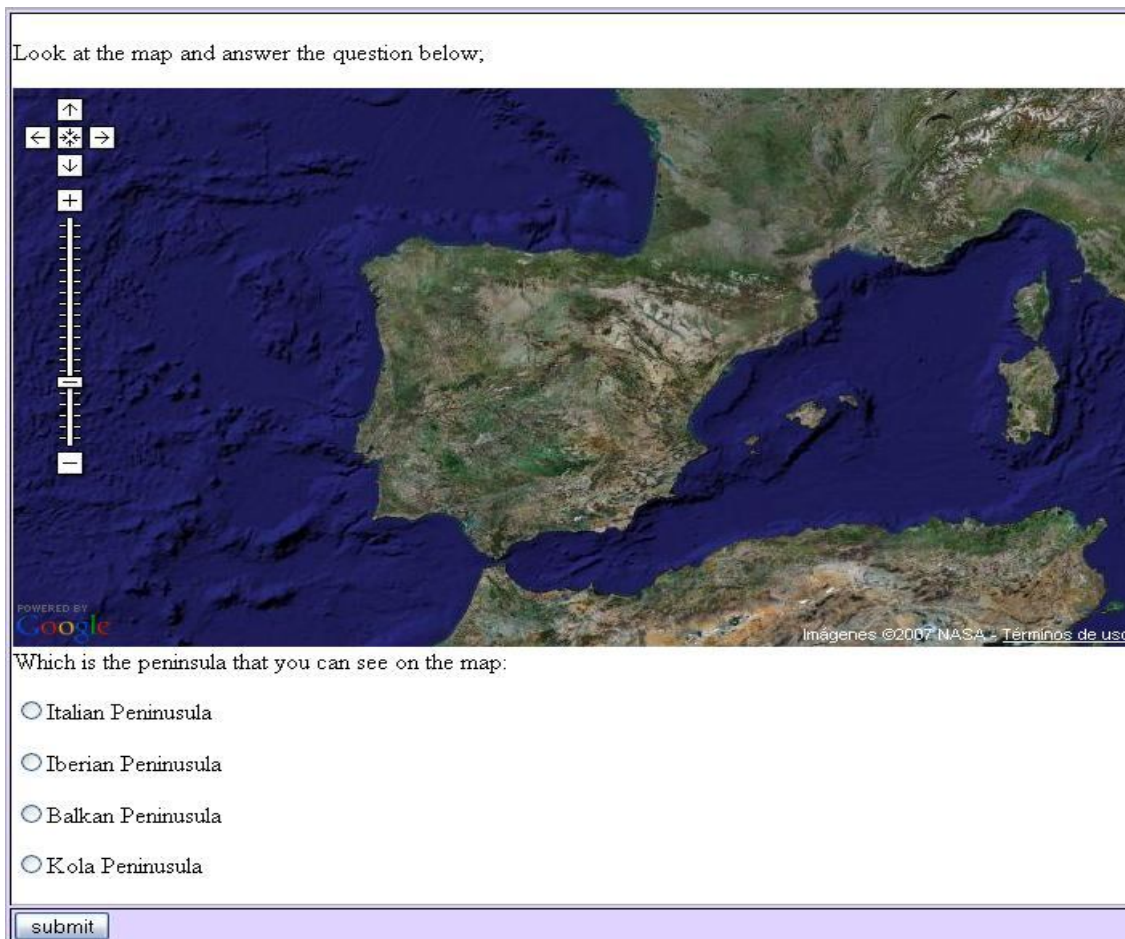 Look at the map and answer the question below;
POWERED BY
Google
Imágenes ©2007 NASA - Términos de uso
Which is the peninsula that you can see on the map:
Italian Peninusula
Iberian Peninusula
Balkan Peninusula
Kola Peninusula
submit